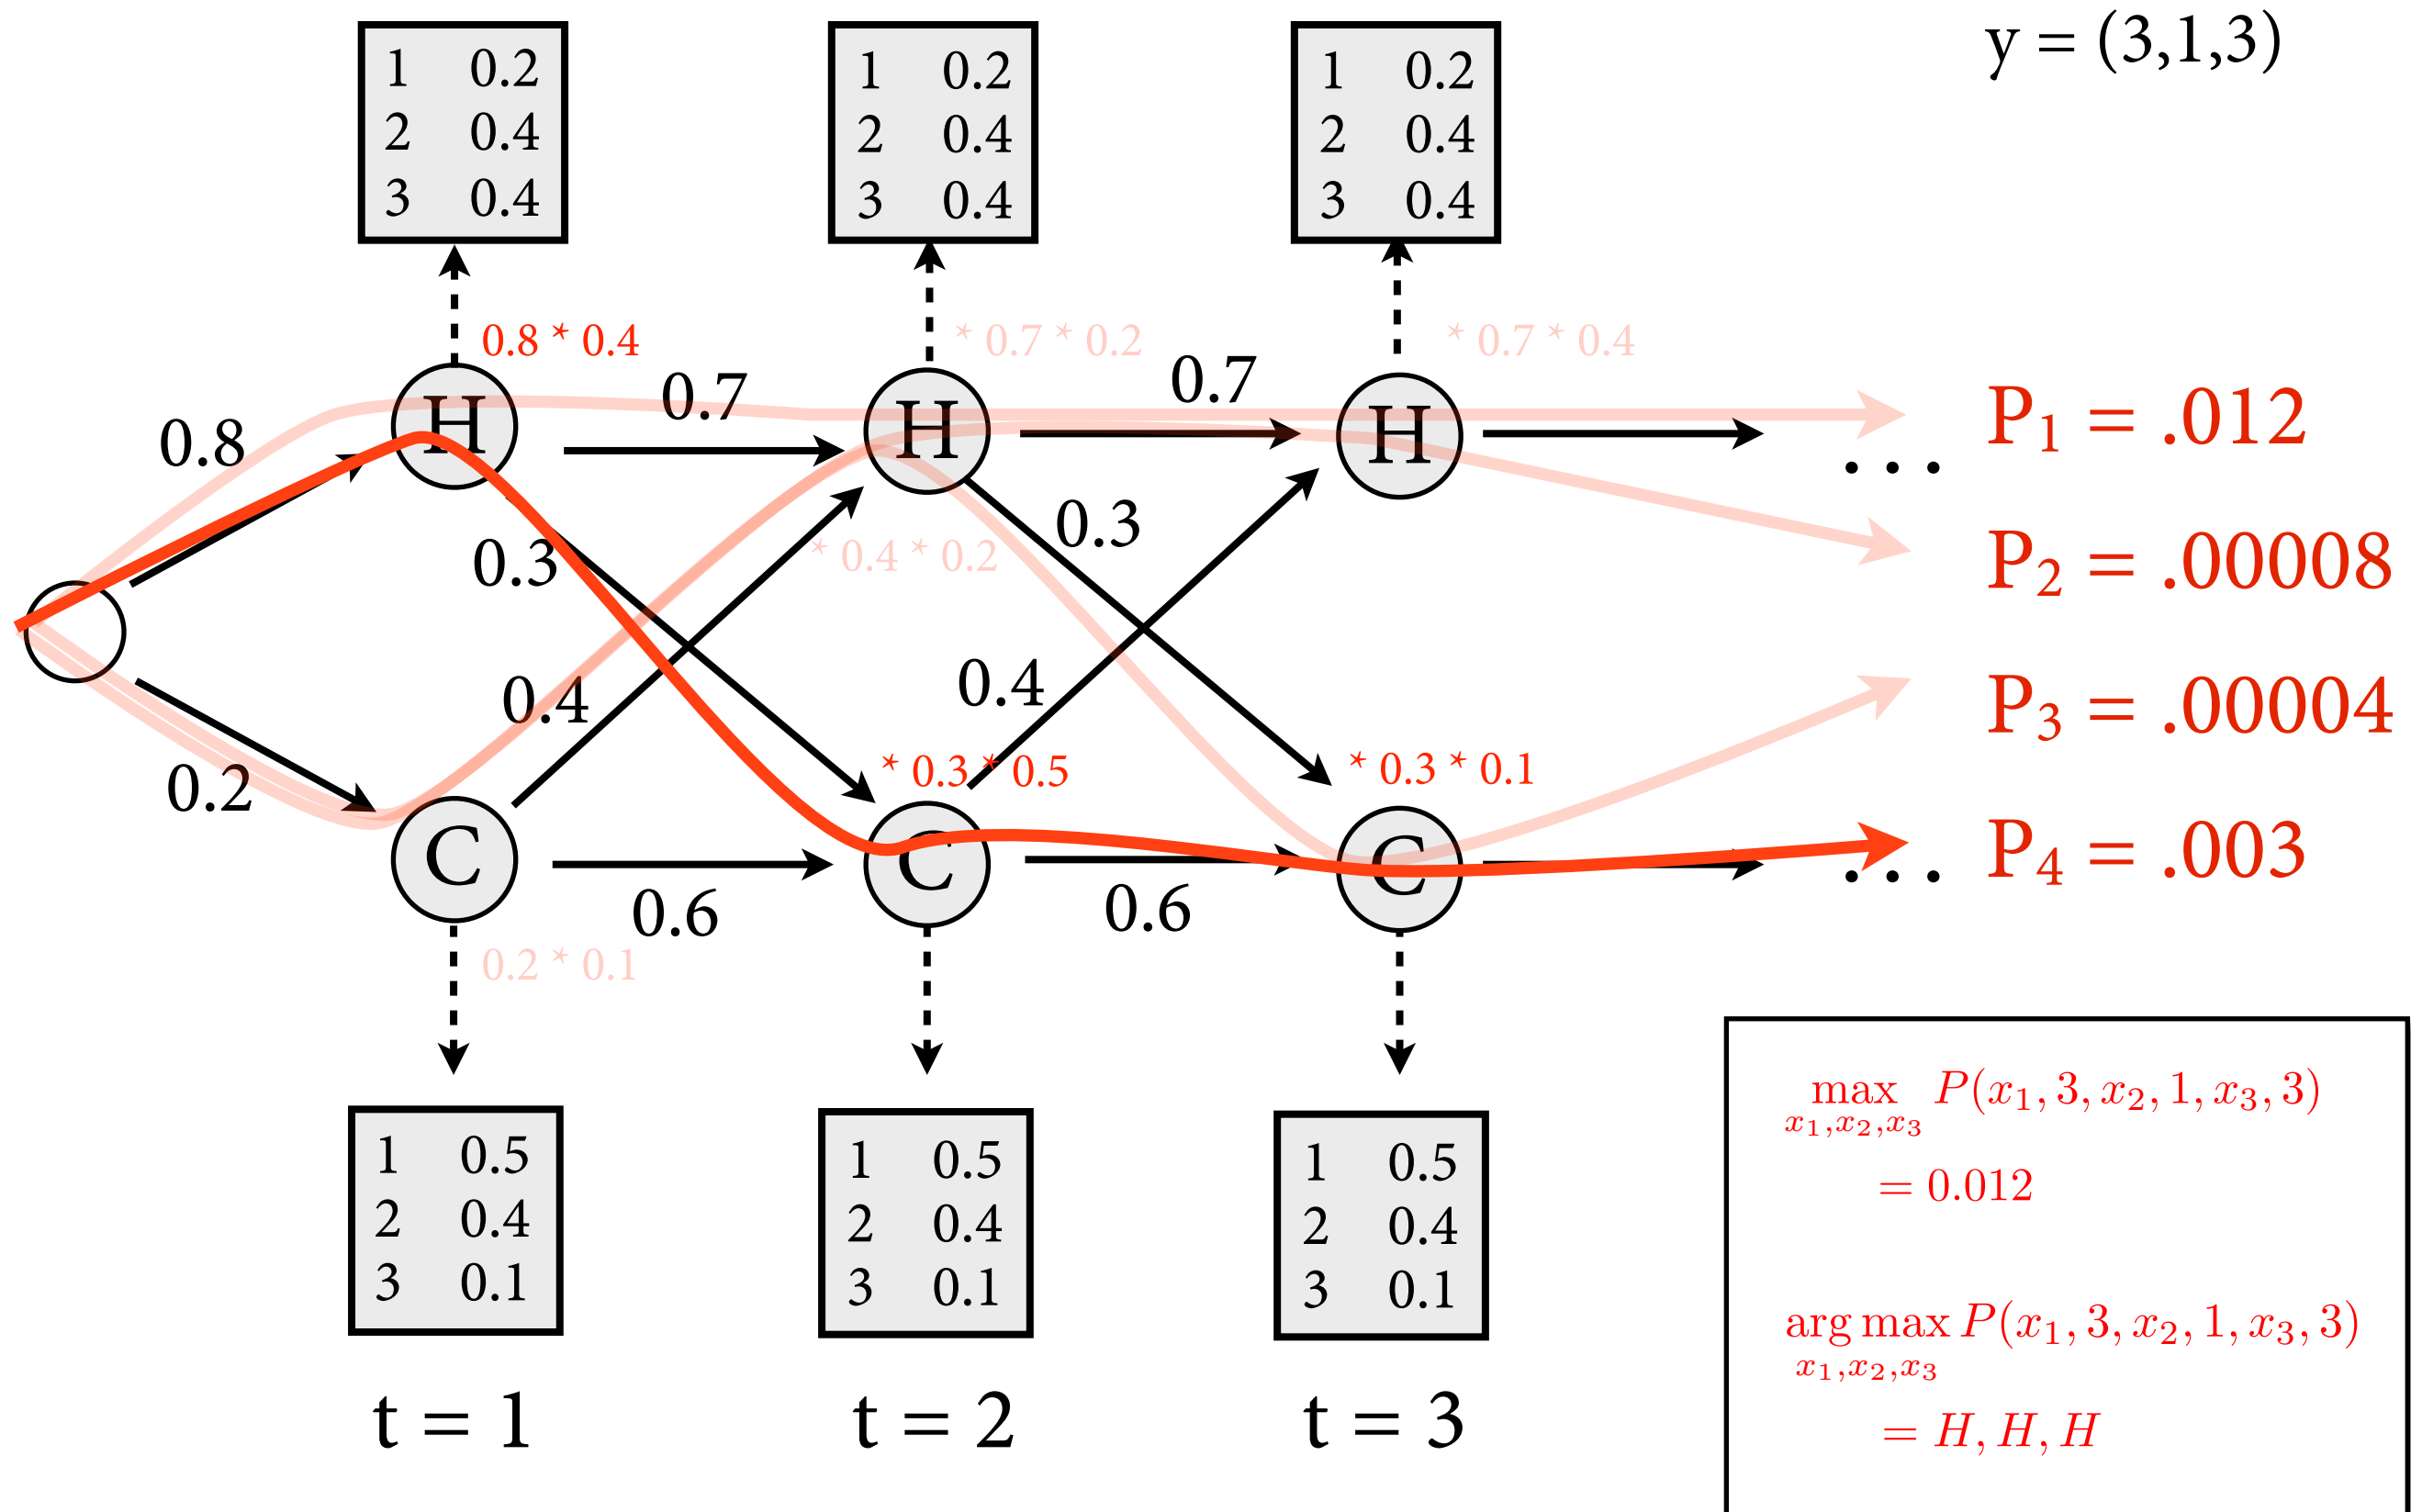 y = (3,1,3)
1 0.2
2 0.4
3 0.4
1 0.2
2 0.4
3 0.4
1 0.2
2 0.4
3 0.4
0.8 * 0.4
* 0.7 * 0.2
* 0.7 * 0.4
0.8
H
0.7
H
0.7
H
...
P₁ = .012
0.3
* 0.4 * 0.2
0.3
P₂ = .00008
0.4
0.4
P₃ = .00004
0.2
* 0.3 * 0.5
* 0.3 * 0.1
C
0.6
C
0.6
C
...
P₄ = .003
0.2 * 0.1
1 0.5
2 0.4
3 0.1
1 0.5
2 0.4
3 0.1
1 0.5
2 0.4
3 0.1
t = 1
t = 2
t = 3
max P(x₁, 3, x₂, 1, x₃, 3)
x₁,x₂,x₃
= 0.012
arg max P(x₁, 3, x₂, 1, x₃, 3)
x₁,x₂,x₃
= H, H, H